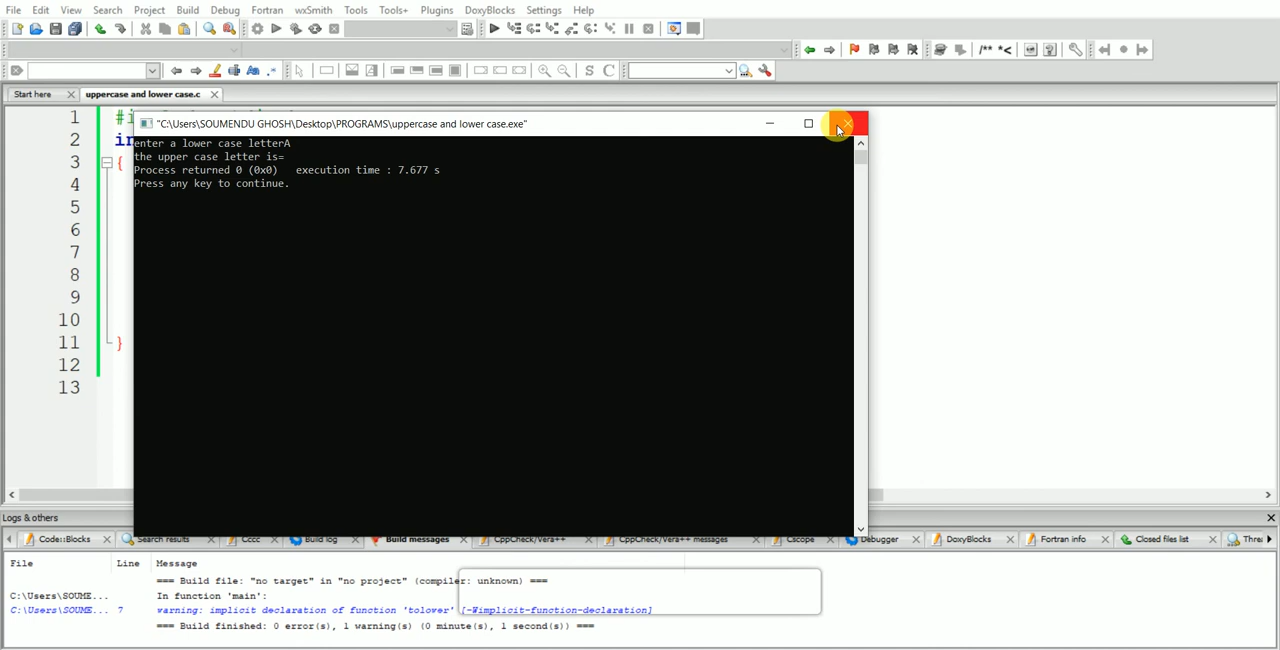 File Edit View Search Project Build Debug Fortran wxSmith Tools Tools+ Plugins DoxyBlocks Settings Help
/** *<
S C
Start here uppercase and lower case.c
"C:\Users\SOUMENDU GHOSH\Desktop\PROGRAMS\uppercase and lower case.exe"
enter a lower case letterA
the upper case letter is=
Process returned 0 (0x0) execution time : 7.677 s
Press any key to continue.
1 #i
2 in
3 {
4
5
6
7
8
9
10
11 }
12
13
Logs & others
Code::Blocks Search results Cccc Build log Build messages CppCheck/Vera++ CppCheck/Vera++ messages Cscope Debugger DoxyBlocks Fortran info Closed files list Threa
File Line Message
=== Build file: "no target" in "no project" (compiler: unknown) ===
C:\Users\SOUME... In function 'main':
C:\Users\SOUME... 7 warning: implicit declaration of function 'tolover' [-Wimplicit-function-declaration]
=== Build finished: 0 error(s), 1 warning(s) (0 minute(s), 1 second(s)) ===